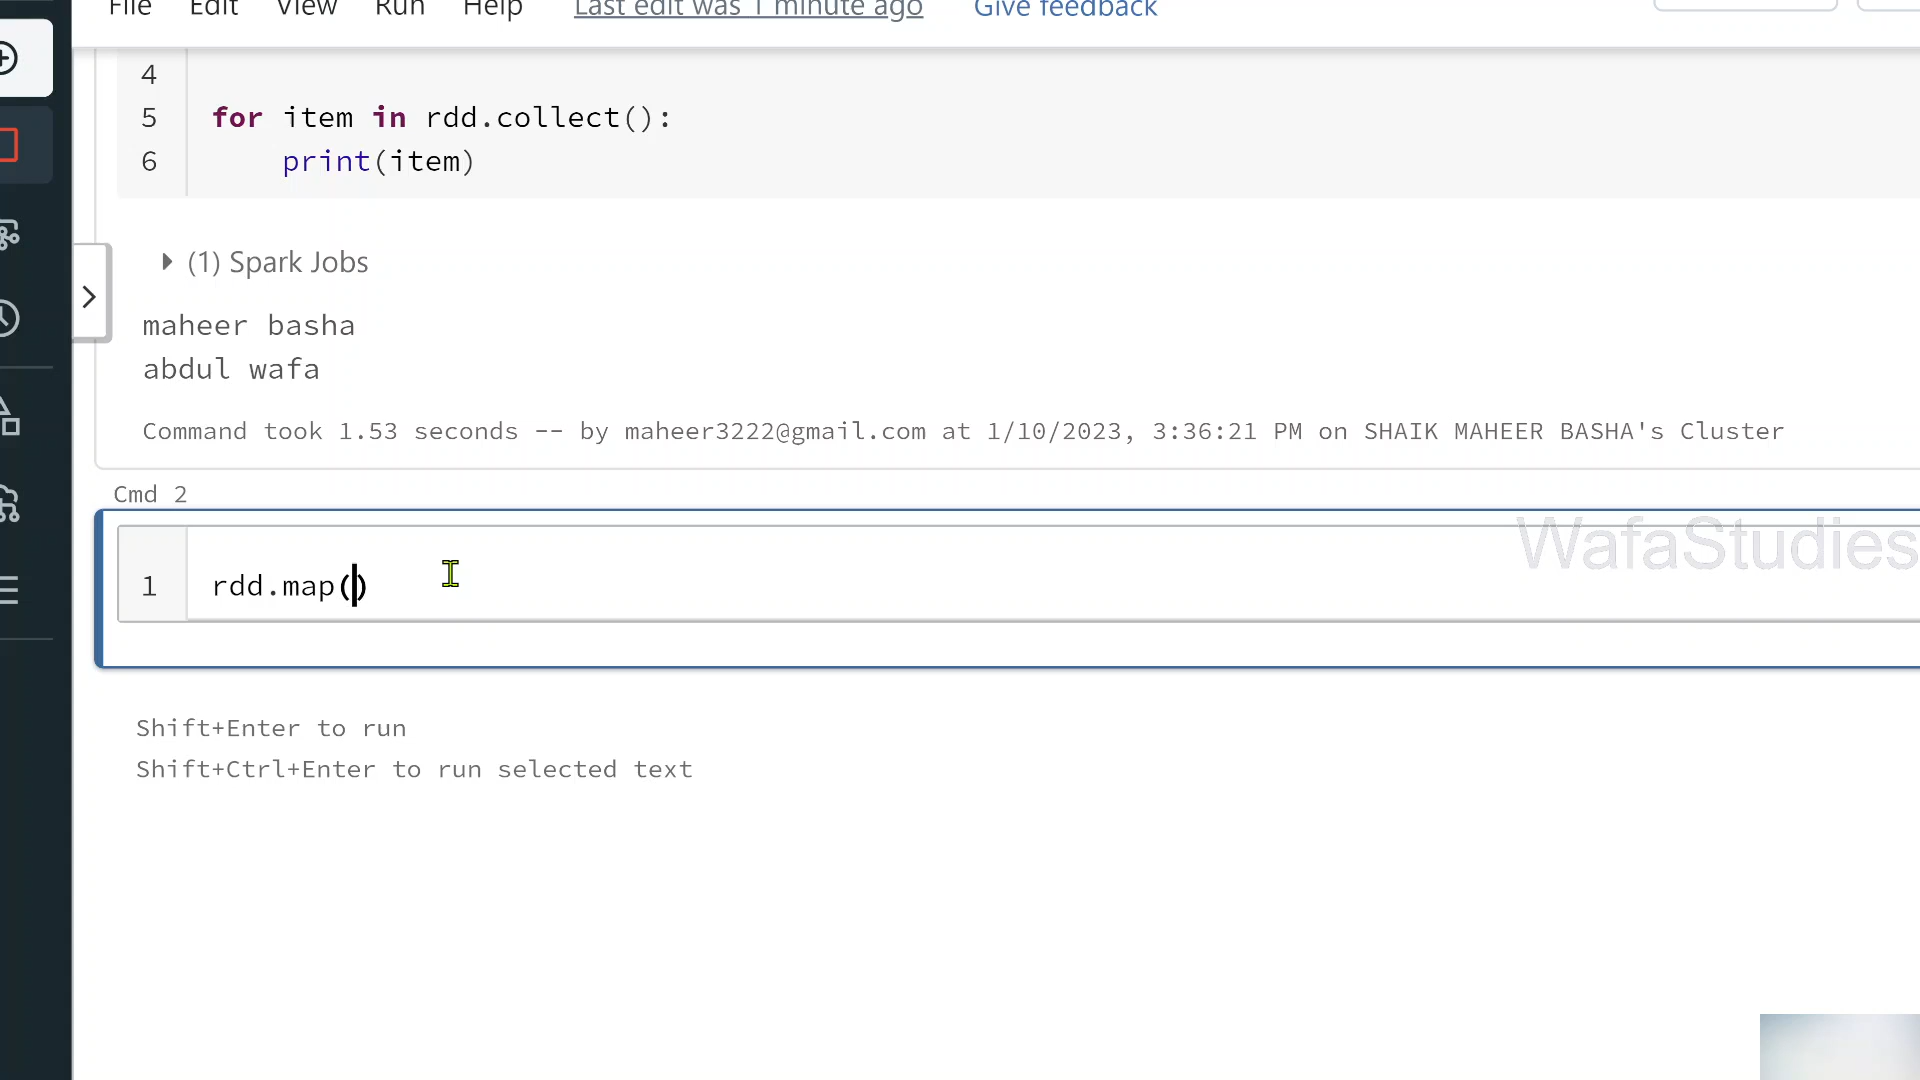 File Edit View Run Help Last edit was 1 minute ago Give feedback
4
5 for item in rdd.collect():
6 print(item)
(1) Spark Jobs
maheer basha
abdul wafa
Command took 1.53 seconds -- by maheer3222@gmail.com at 1/10/2023, 3:36:21 PM on SHAIK MAHEER BASHA's Cluster
Cmd 2
WafaStudies
1 rdd.map()
Shift+Enter to run
Shift+Ctrl+Enter to run selected text